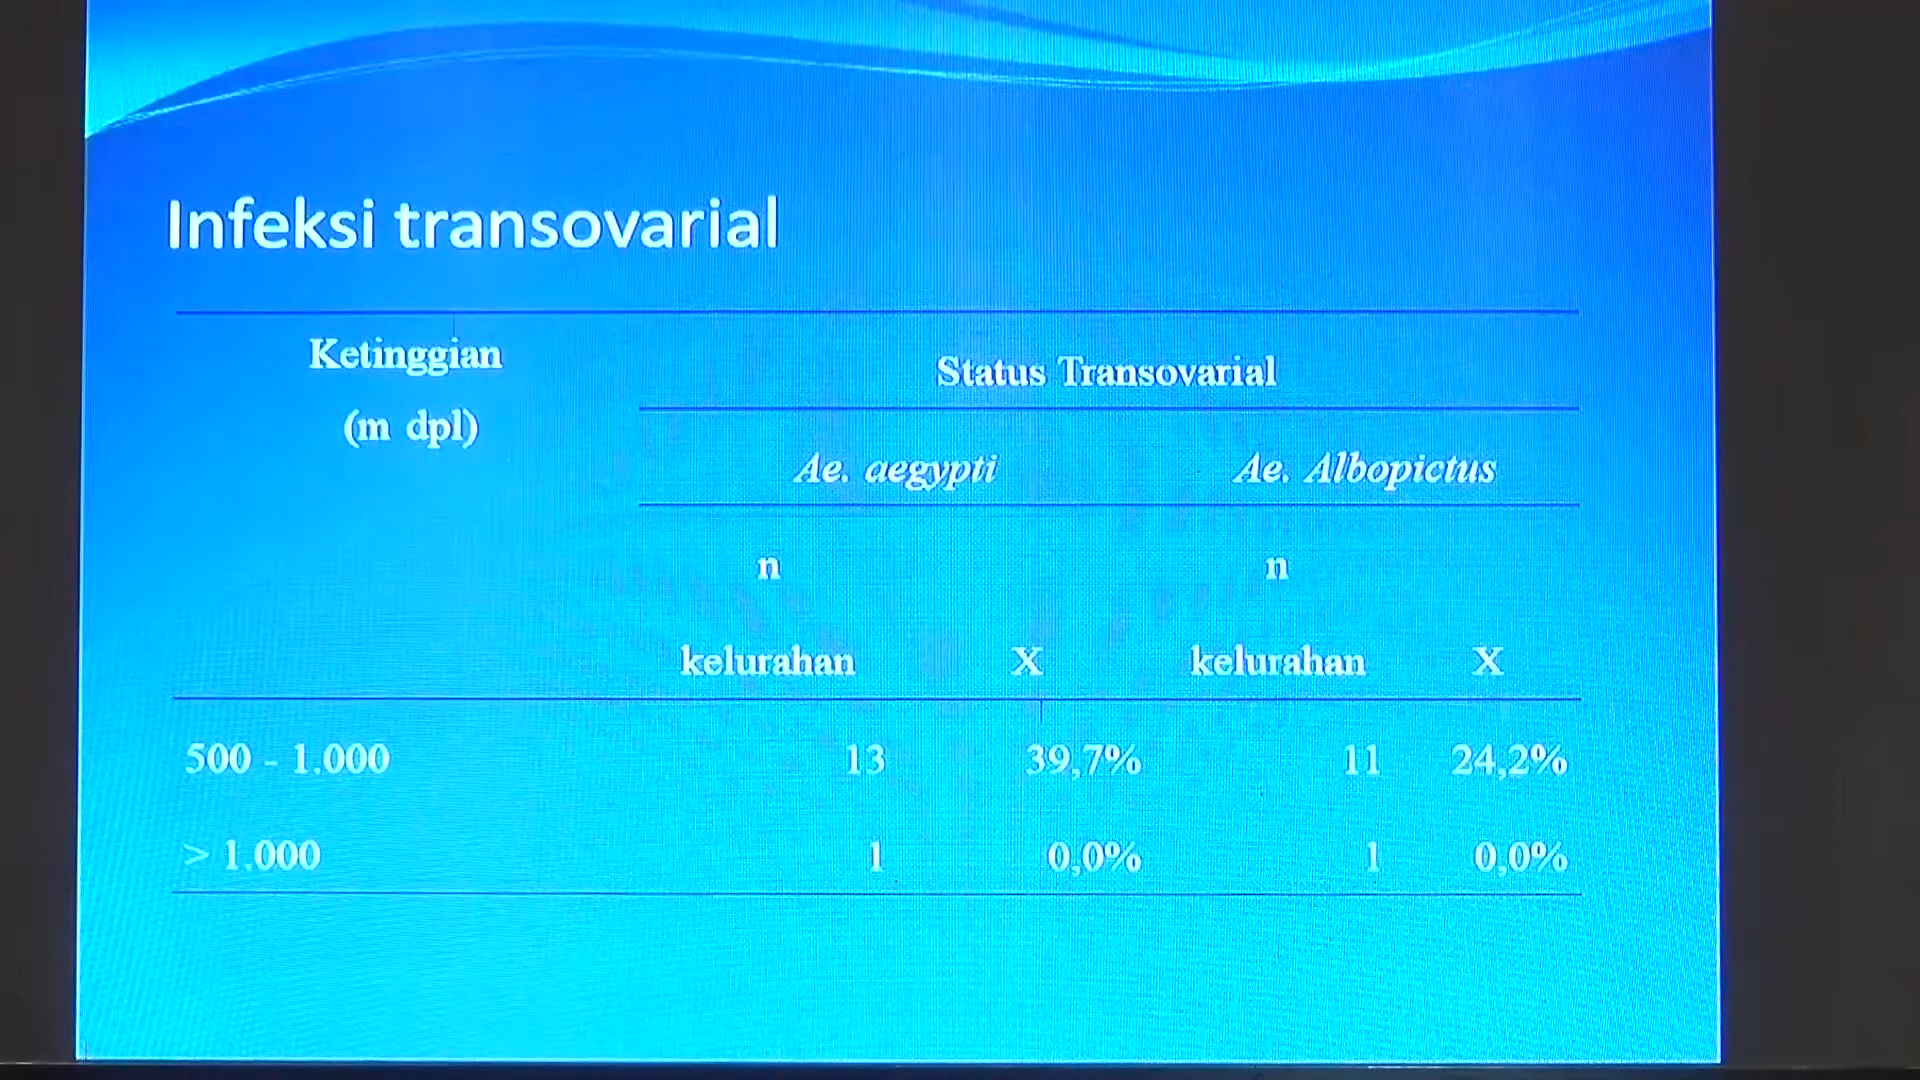 Infeksi transovarial
Ketinggian
(m dpl)
Status Transovarial
Ae. aegypti Ae. Albopictus
n n
kelurahan X kelurahan X
500 - 1.000 13 39,7% 11 24,2%
> 1.000 1 0,0% 1 0,0%